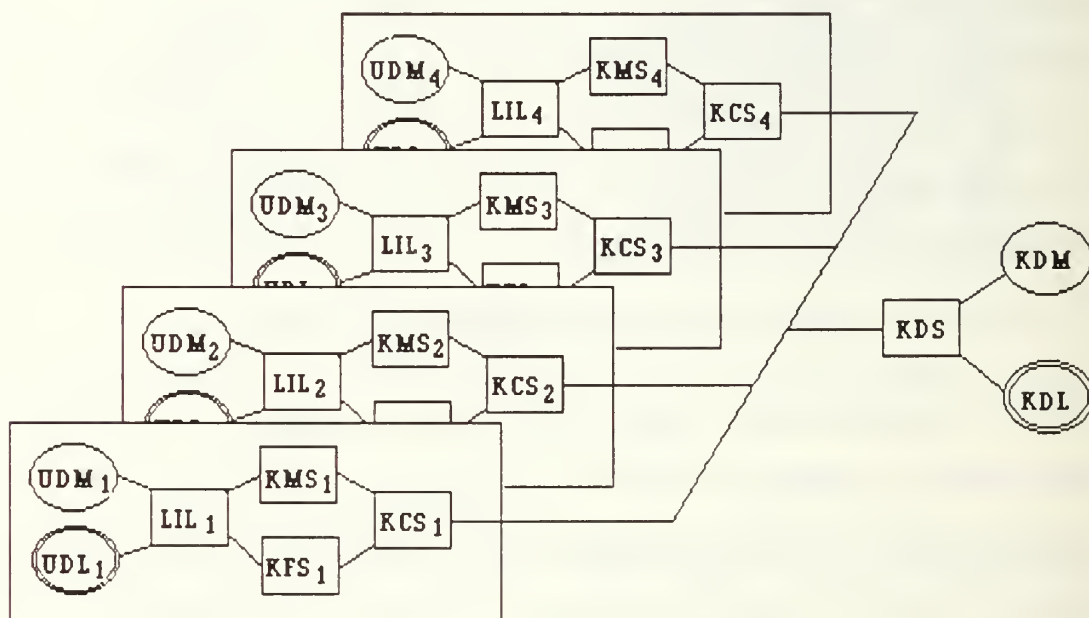 UDM₄
KMS₄
LIL₄
KCS₄
UDM₃
KMS₃
LIL₃
KCS₃
UDM₂
KMS₂
LIL₂
KCS₂
UDM₁
KMS₁
LIL₁
KCS₁
UDL₁
KFS₁
KDM
KDS
KDL